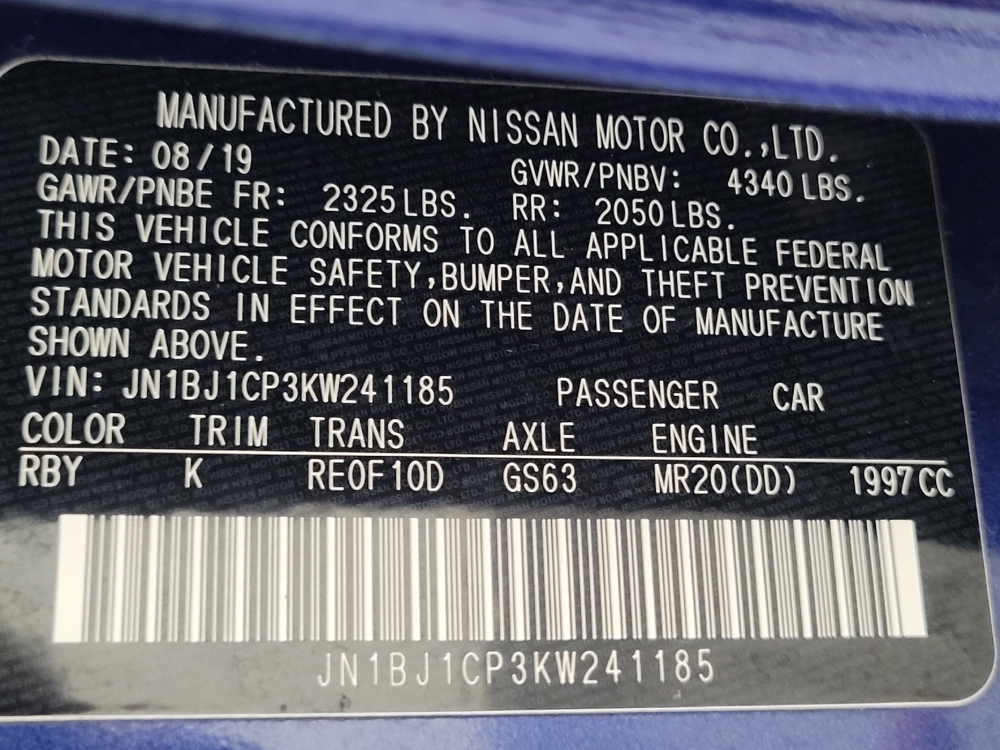 MANUFACTURED BY NISSAN MOTOR CO.,LTD.
DATE: 08/19 GVWR/PNBV: 4340 LBS.
GAWR/PNBE FR: 2325 LBS. RR: 2050 LBS.
THIS VEHICLE CONFORMS TO ALL APPLICABLE FEDERAL
MOTOR VEHICLE SAFETY,BUMPER,AND THEFT PREVENTION
STANDARDS IN EFFECT ON THE DATE OF MANUFACTURE
SHOWN ABOVE.
VIN: JN1BJ1CP3KW241185 PASSENGER CAR
COLOR TRIM TRANS AXLE ENGINE
RBY K RE0F10D GS63 MR20(DD) 1997CC
JN1BJ1CP3KW241185